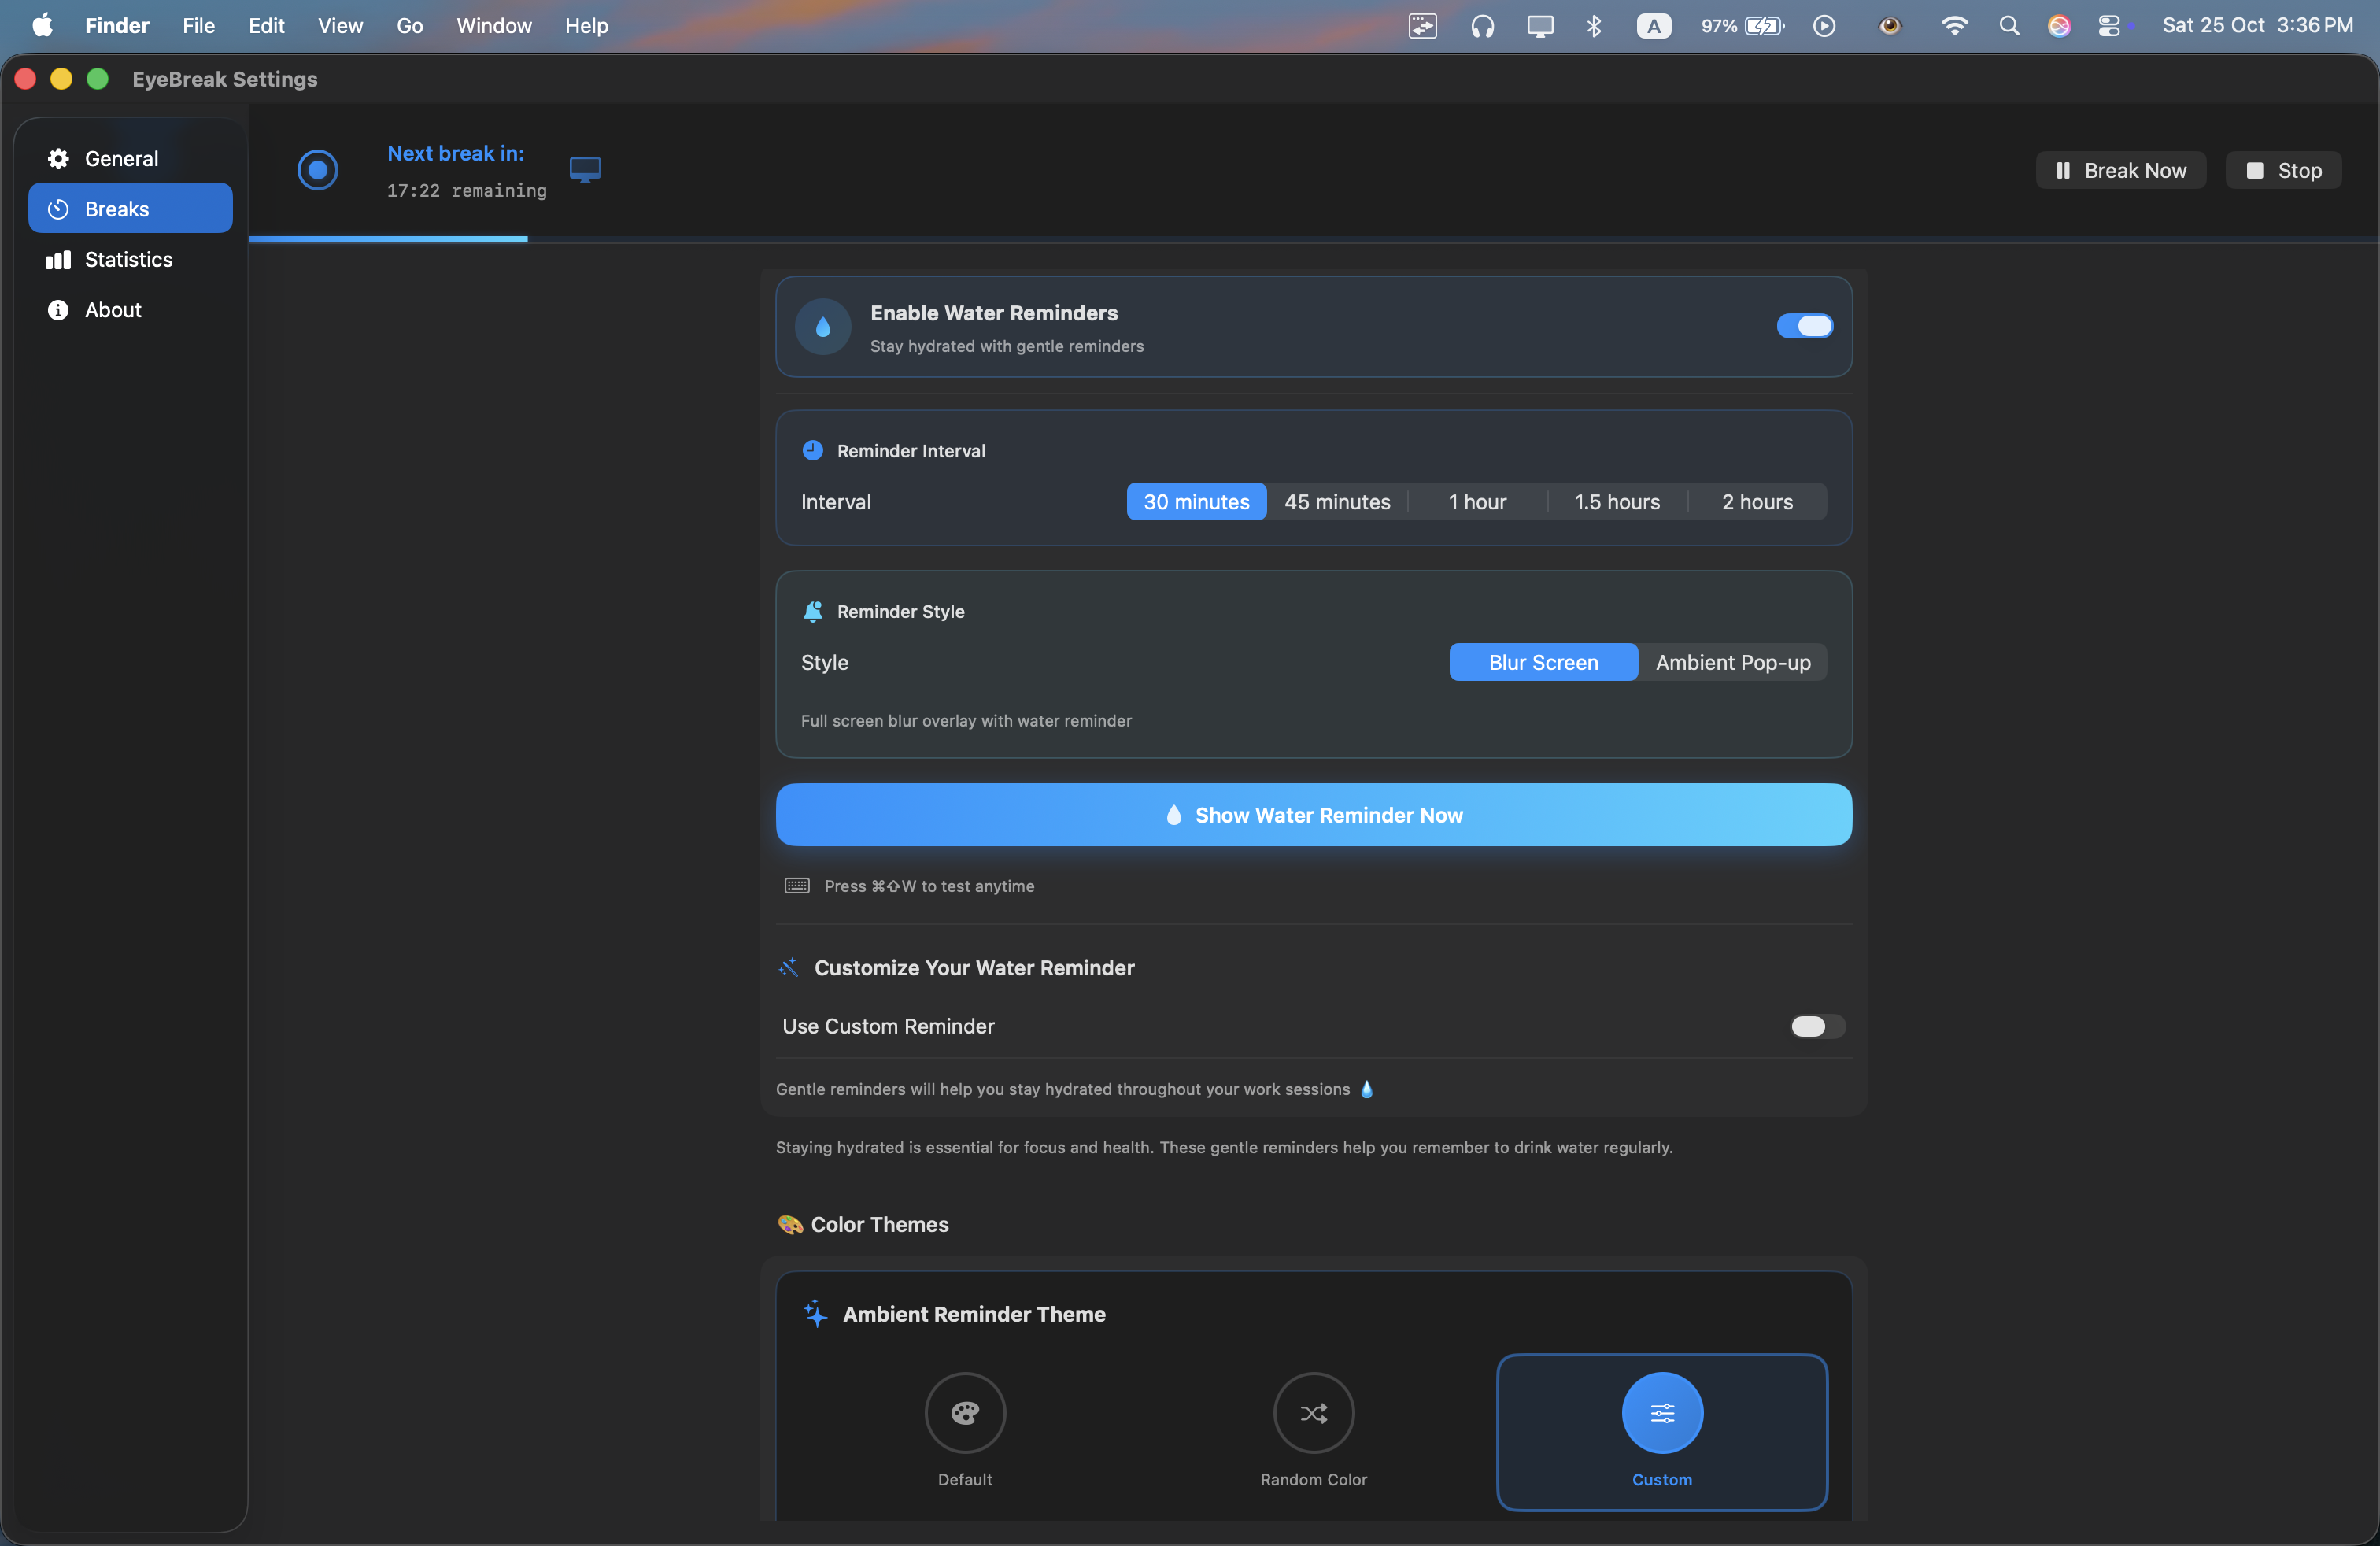 Finder File Edit View Go Window Help A 97% Sat 25 Oct 3:36 PM
EyeBreak Settings
General
Breaks
Statistics
About
Next break in:
17:22 remaining
Break Now
Stop
Enable Water Reminders
Stay hydrated with gentle reminders
Reminder Interval
Interval 30 minutes 45 minutes 1 hour 1.5 hours 2 hours
Reminder Style
Style Blur Screen Ambient Pop-up
Full screen blur overlay with water reminder
Show Water Reminder Now
Press ⌘⇧W to test anytime
Customize Your Water Reminder
Use Custom Reminder
Gentle reminders will help you stay hydrated throughout your work sessions 💧
Staying hydrated is essential for focus and health. These gentle reminders help you remember to drink water regularly.
🎨 Color Themes
Ambient Reminder Theme
Default Random Color Custom